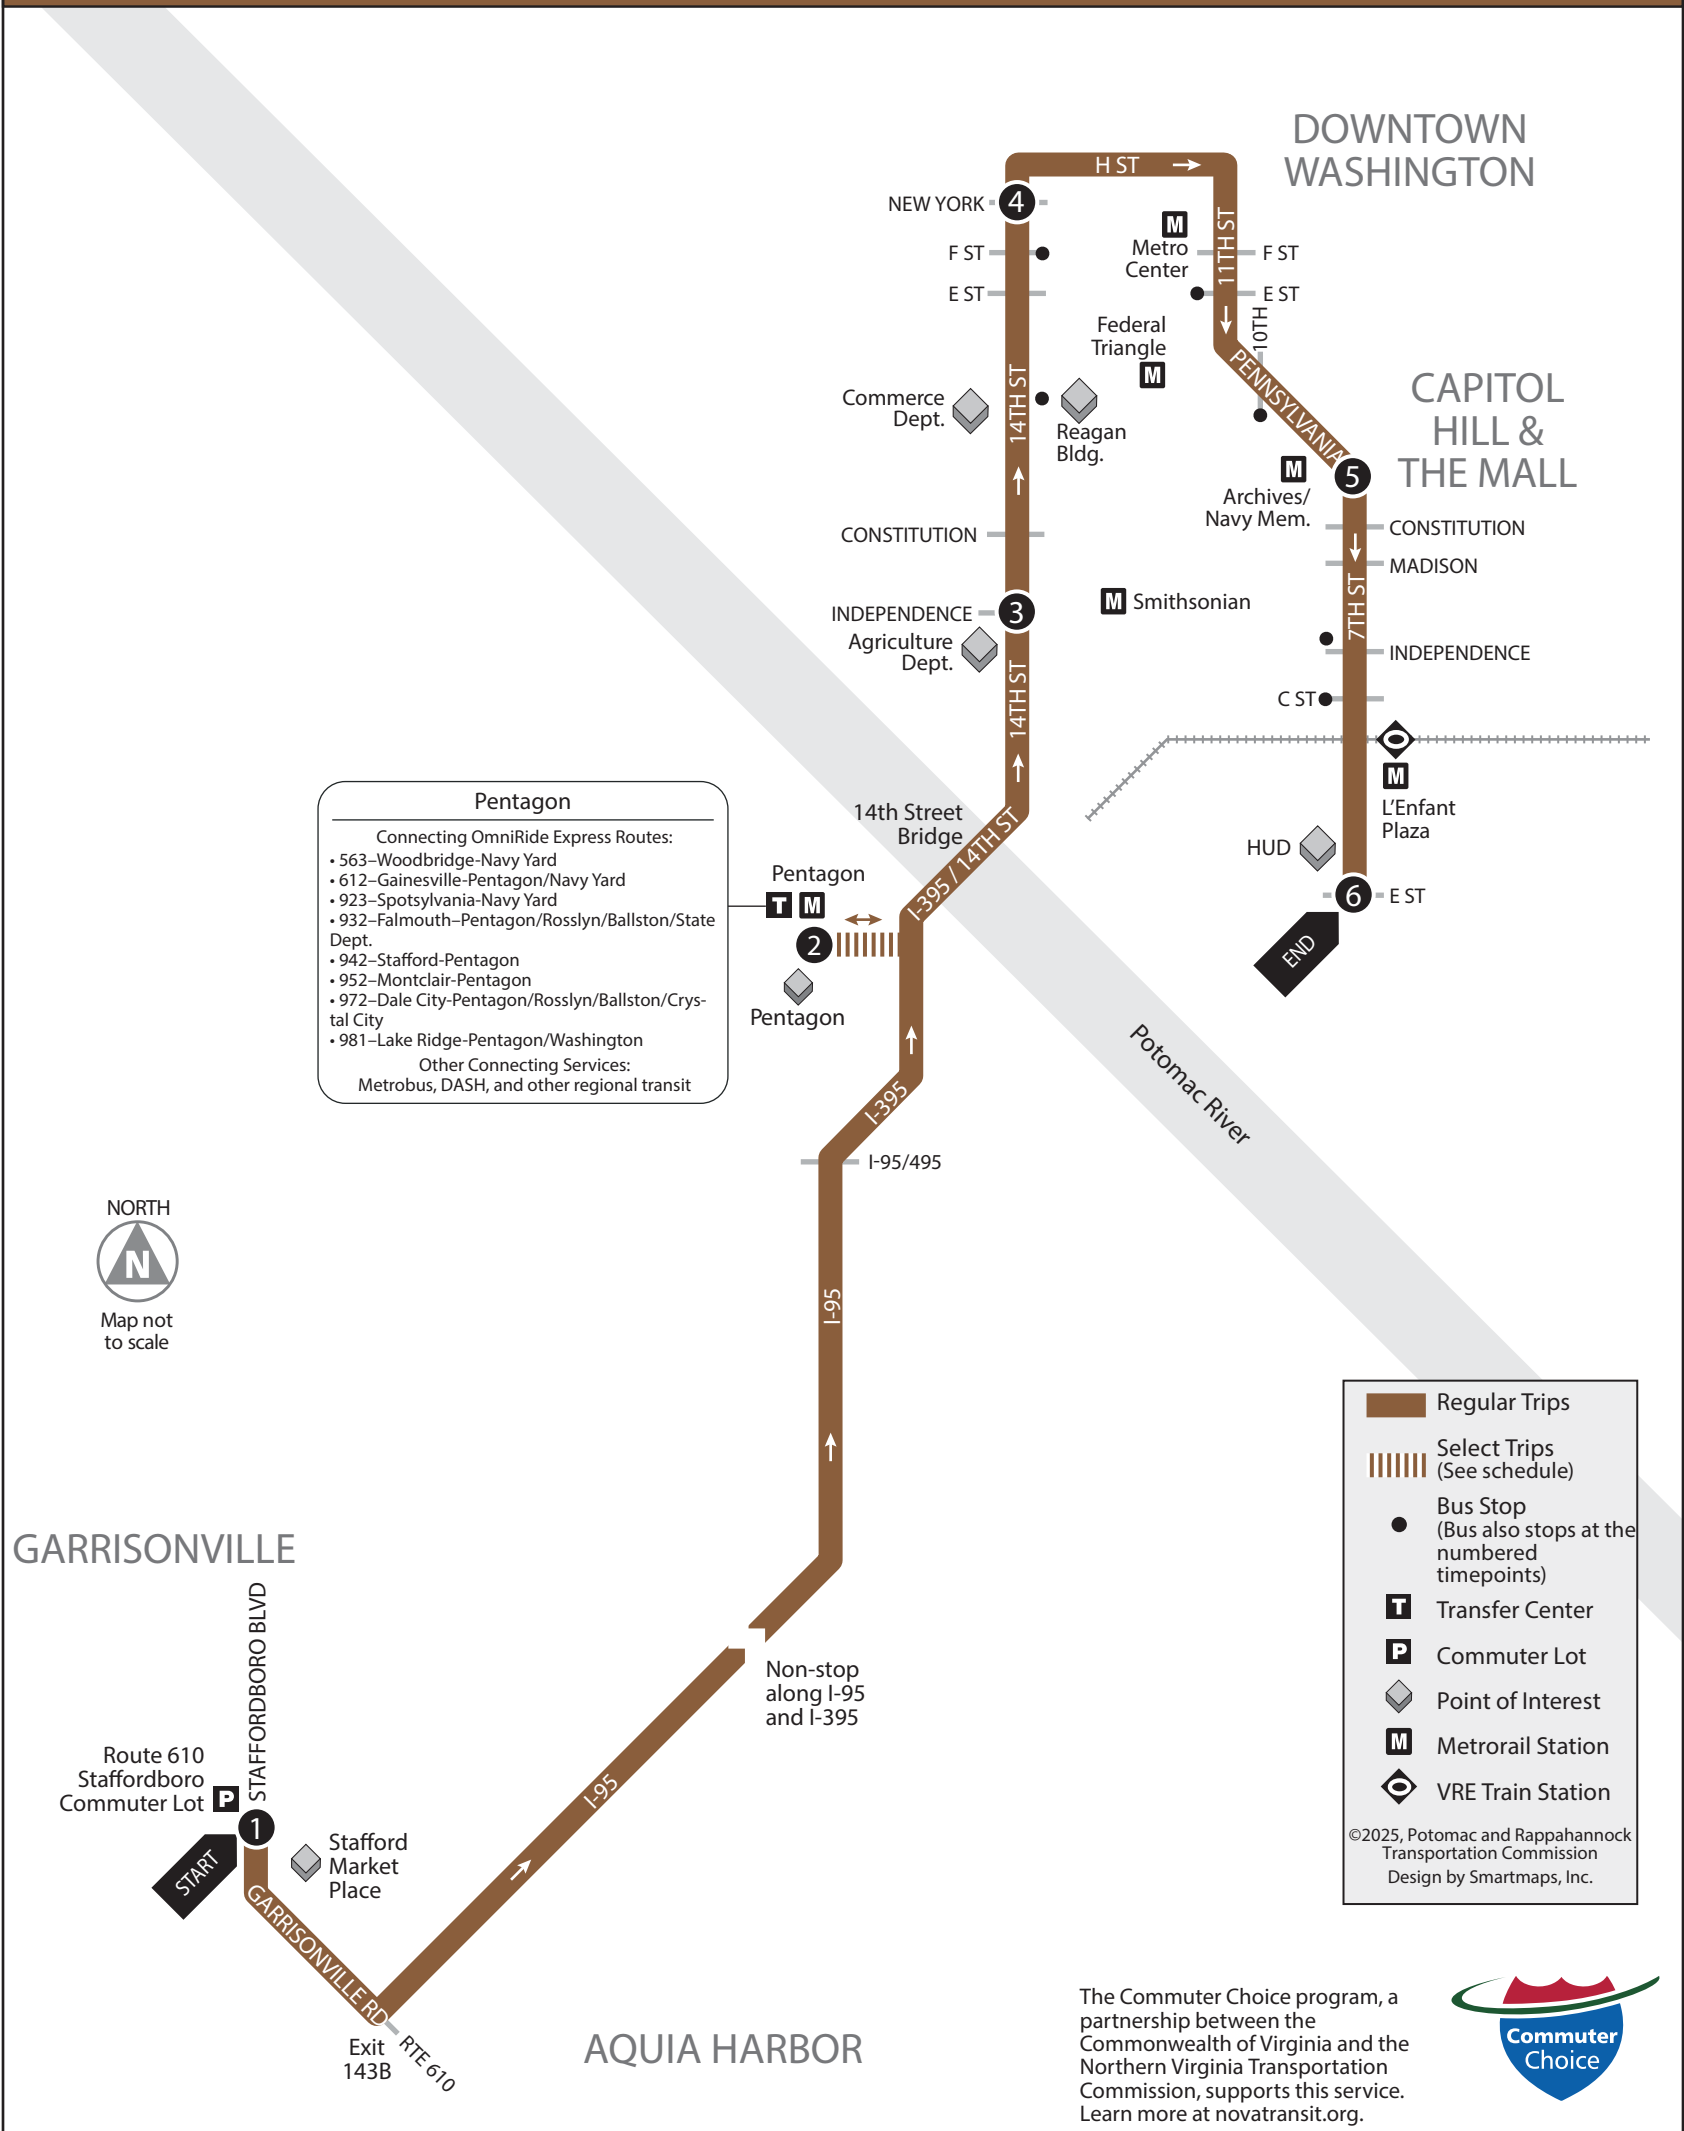 DOWNTOWN
WASHINGTON
H ST
NEW YORK
4
F ST
E ST
M
Metro
Center
11TH ST
F ST
E ST
10TH
Federal
Triangle
M
PENNSYLVANIA
CAPITOL
HILL &
THE MALL
Commerce
Dept.
14TH ST
Reagan
Bldg.
M
Archives/
Navy Mem.
5
CONSTITUTION
CONSTITUTION
MADISON
7TH ST
M Smithsonian
INDEPENDENCE
3
Agriculture
Dept.
14TH ST
INDEPENDENCE
C ST
M
L'Enfant
Plaza
HUD
6
E ST
END
14th Street
Bridge
I-395 / 14TH ST
Pentagon
Connecting OmniRide Express Routes:
• 563–Woodbridge-Navy Yard
• 612–Gainesville-Pentagon/Navy Yard
• 923–Spotsylvania-Navy Yard
• 932–Falmouth–Pentagon/Rosslyn/Ballston/State
Dept.
• 942–Stafford-Pentagon
• 952–Montclair-Pentagon
• 972–Dale City-Pentagon/Rosslyn/Ballston/Crys-
tal City
• 981–Lake Ridge-Pentagon/Washington
Other Connecting Services:
Metrobus, DASH, and other regional transit
Pentagon
T M
2
Pentagon
Potomac River
I-395
I-95/495
NORTH
N
Map not
to scale
I-95
GARRISONVILLE
STAFFORDBORO BLVD
Non-stop
along I-95
and I-395
Route 610
Staffordboro
Commuter Lot
P
1
START
Stafford
Market
Place
I-95
GARRISONVILLE RD
Exit
143B
RTE 610
AQUIA HARBOR
Regular Trips
Select Trips
(See schedule)
Bus Stop
(Bus also stops at the
numbered
timepoints)
T Transfer Center
P Commuter Lot
Point of Interest
M Metrorail Station
VRE Train Station
©2025, Potomac and Rappahannock
Transportation Commission
Design by Smartmaps, Inc.
The Commuter Choice program, a
partnership between the
Commonwealth of Virginia and the
Northern Virginia Transportation
Commission, supports this service.
Learn more at novatransit.org.
Commuter
Choice